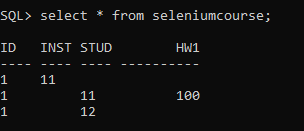 SQL> select * from seleniumcourse;
ID   INST STUD        HW1
---- ---- ---- ----------
1    11
1         11          100
1         12